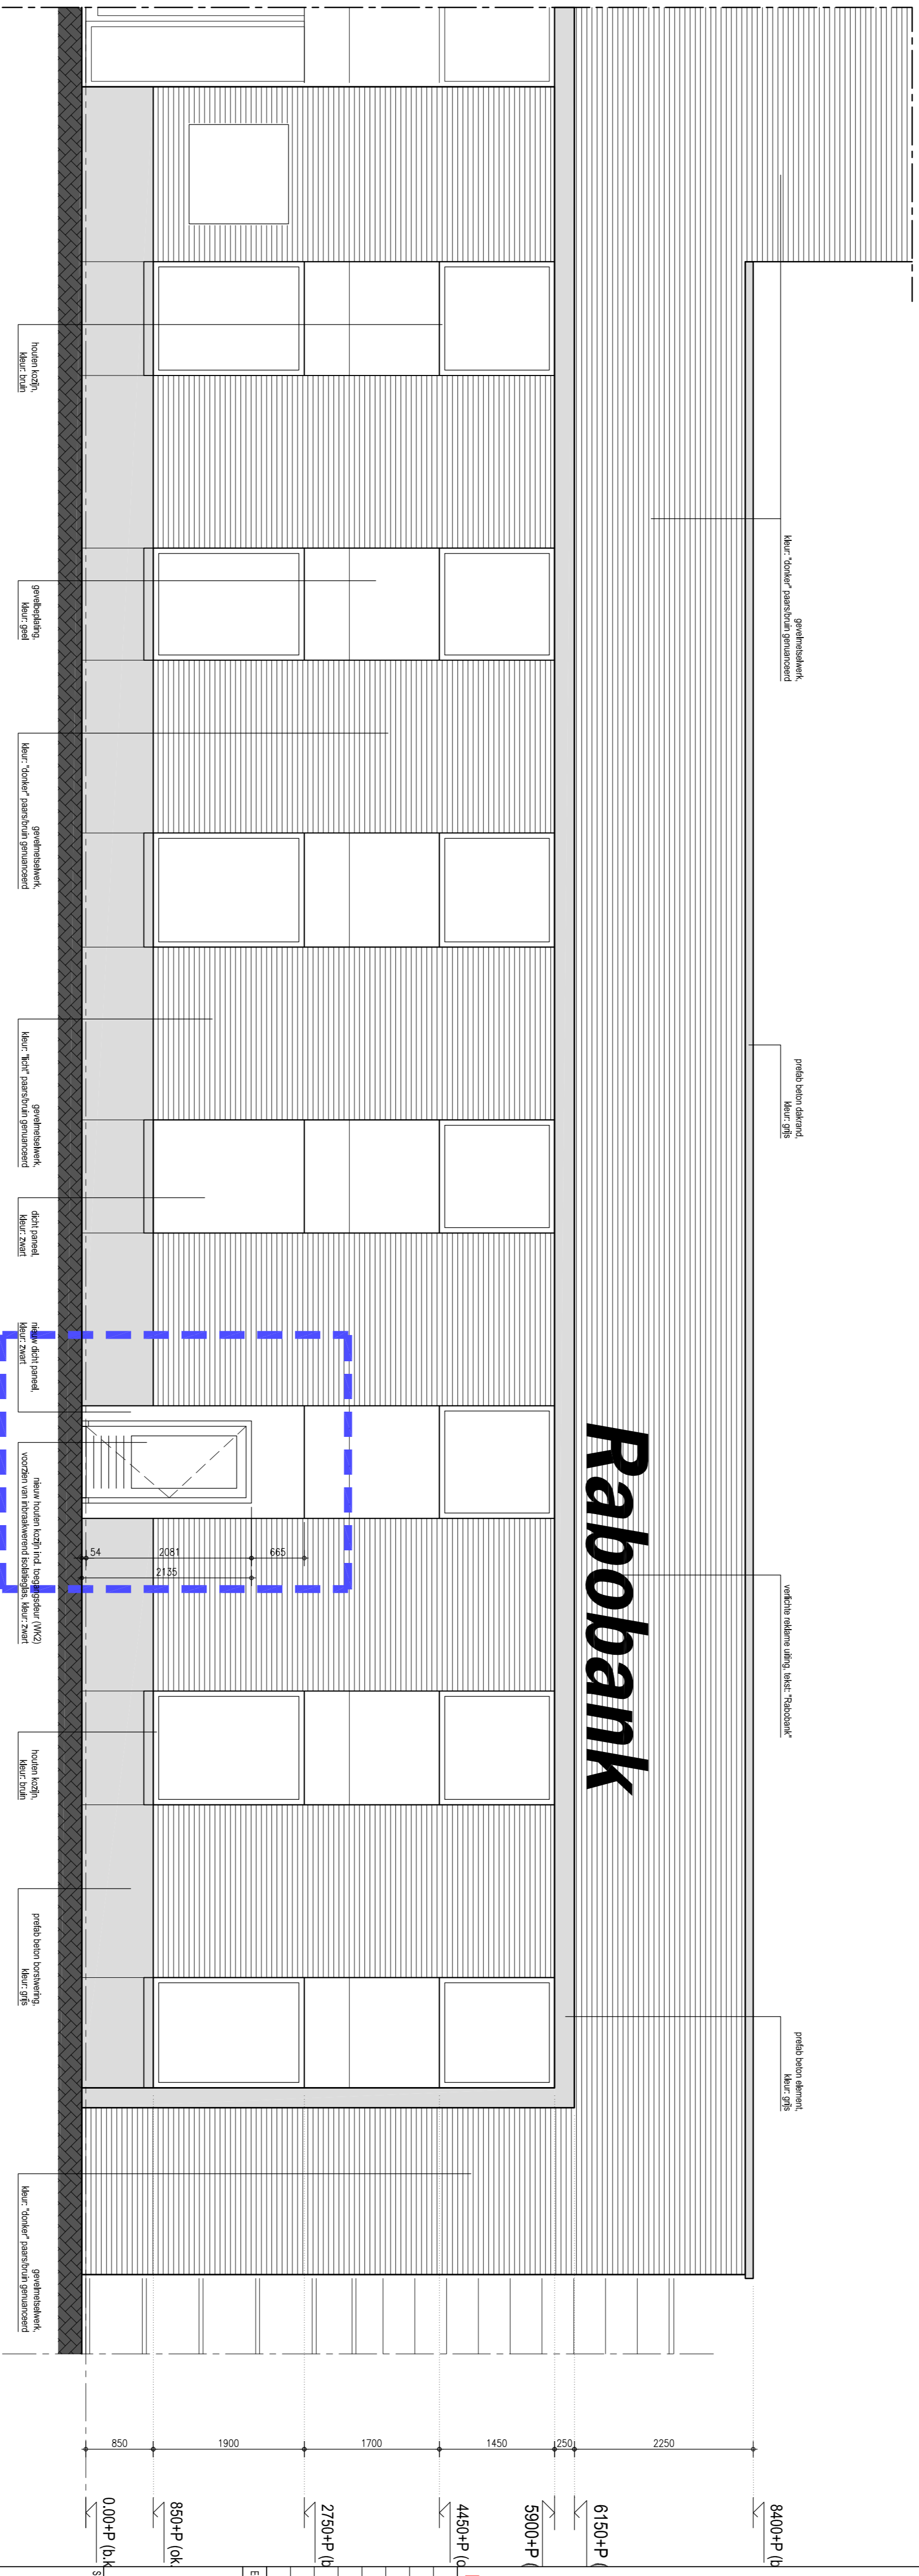 gevelmetselwerk,
kleur: "donker" paars/bruin genuanceerd
prefab beton dakrand,
kleur: grijs
verlichte reklame uiting, tekst: "Rabobank"
prefab beton element,
kleur: grijs
Rabobank
8400+P (b
6150+P (
5900+P (
4450+P (o
2750+P (b
850+P (ok.
0.00+P (b.k
2250
250
1450
1700
1900
850
665
2081
54
2135
houten kozijn,
kleur: bruin
gevelbeplating,
kleur: geel
gevelmetselwerk,
kleur: "donker" paars/bruin genuanceerd
gevelmetselwerk,
kleur: "licht" paars/bruin genuanceerd
dicht paneel,
kleur: zwart
nieuw dicht paneel,
kleur: zwart
nieuw houten kozijn incl. toegangsdeur (WK2)
voorzien van inbraakwerend isolatieglas, kleur: zwart
houten kozijn,
kleur: bruin
prefab beton borstwering,
kleur: grijs
gevelmetselwerk,
kleur: "donker" paars/bruin genuanceerd
E
S